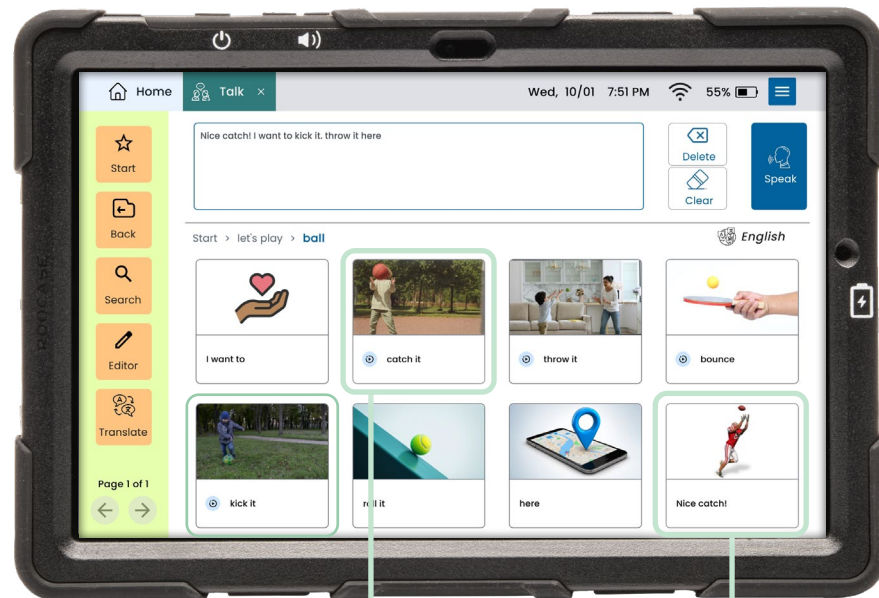 Home
Talk ×
Wed, 10/01 7:51 PM
55%
Start
Back
Search
Editor
Translate
Page 1 of 1
Nice catch! I want to kick it. throw it here
Delete
Clear
Speak
Start > let's play > ball
English
I want to
catch it
throw it
bounce
kick it
it
here
Nice catch!